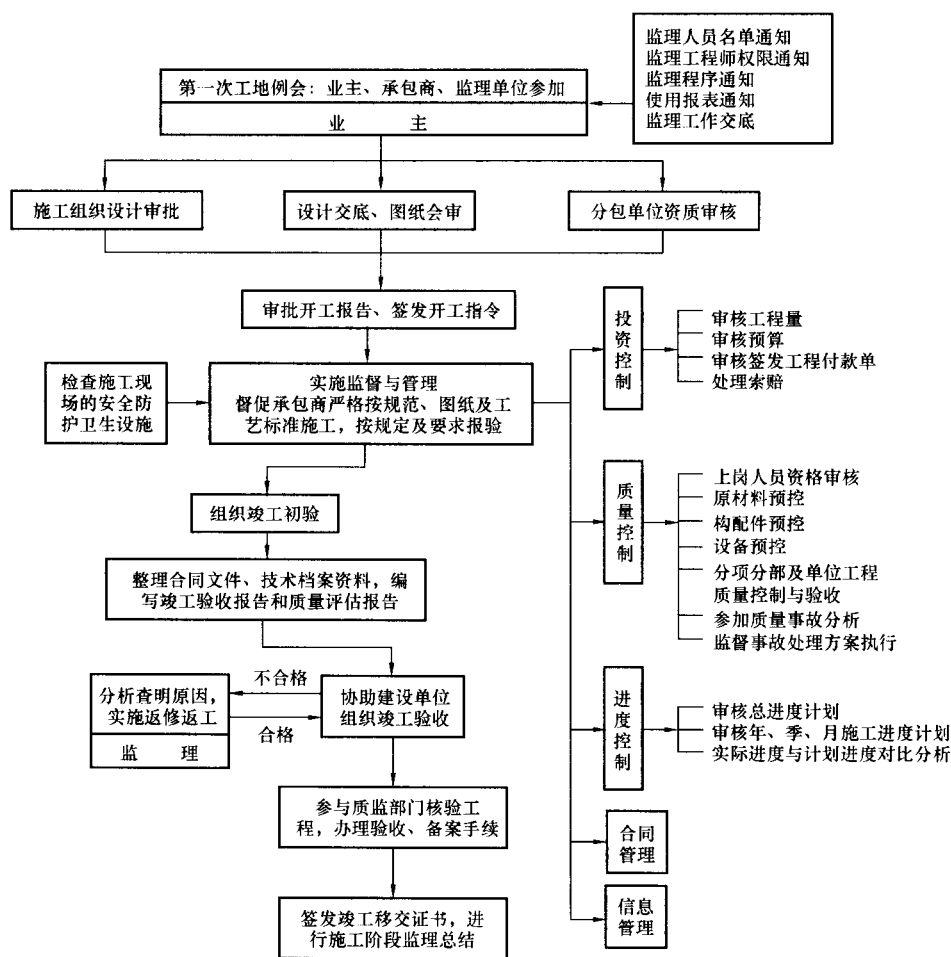 监理人员名单通知
监理工程师权限通知
监理程序通知
使用报表通知
监理工作交底
第一次工地例会：业主、承包商、监理单位参加
业 主
施工组织设计审批
设计交底、图纸会审
分包单位资质审核
审批开工报告、签发开工指令
检查施工现
场的安全防
护卫生设施
实施监督与管理
督促承包商严格按规范、图纸及工
艺标准施工，按规定及要求报验
组织竣工初验
整理合同文件、技术档案资料，编
写竣工验收报告和质量评估报告
不合格
分析查明原因，
实施返修返工
监 理
合格
协助建设单位
组织竣工验收
参与质监部门核验工
程，办理验收、备案手续
签发竣工移交证书，进
行施工阶段监理总结
投资控制
审核工程量
审核预算
审核签发工程付款单
处理索赔
质量控制
上岗人员资格审核
原材料预控
构配件预控
设备预控
分项分部及单位工程
质量控制与验收
参加质量事故分析
监督事故处理方案执行
进度控制
审核总进度计划
审核年、季、月施工进度计划
实际进度与计划进度对比分析
合同
管理
信息
管理